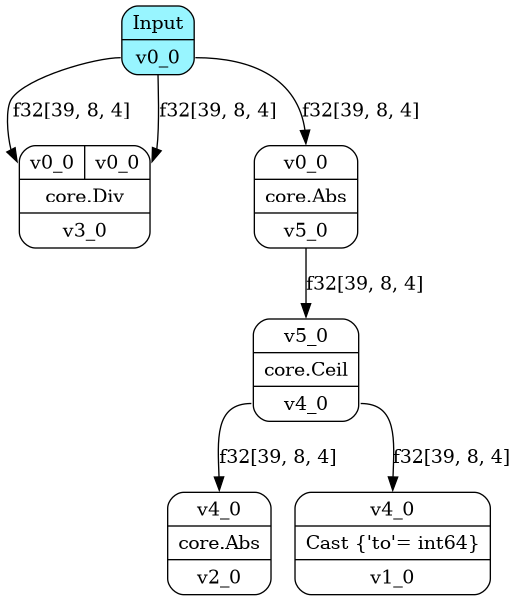 Input
v0_0
f32[39, 8, 4]
f32[39, 8, 4]
f32[39, 8, 4]
v0_0
v0_0
core.Div
v3_0
v0_0
core.Abs
v5_0
f32[39, 8, 4]
v5_0
core.Ceil
v4_0
f32[39, 8, 4]
f32[39, 8, 4]
v4_0
core.Abs
v2_0
v4_0
Cast {'to'= int64}
v1_0